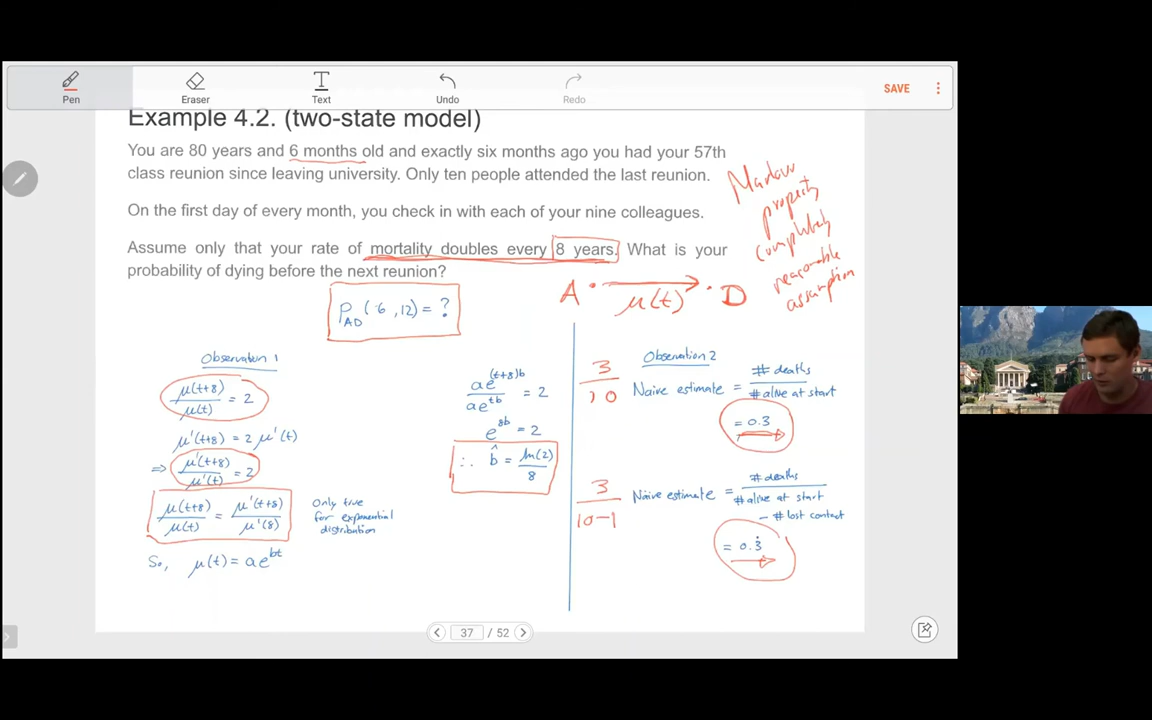 Pen
Eraser
Text
Undo
Redo
SAVE
Example 4.2. (two-state model)
You are 80 years and 6 months old and exactly six months ago you had your 57th
class reunion since leaving university. Only ten people attended the last reunion.
On the first day of every month, you check in with each of your nine colleagues.
Assume only that your rate of mortality doubles every 8 years. What is your
probability of dying before the next reunion?
Markov
property
completely
reasonable
assumption
P_AD (6,12) = ?
A μ(t) D
Observation 1
μ(t+8)/μ(t) = 2
μ'(t+8) = 2 μ'(t)
⇒ μ'(t+8)/μ'(t) = 2
μ(t+8)/μ(t) = μ'(t+8)/μ'(8)
Only true
for exponential
distribution
So, μ(t) = ae^bt
ae^(t+8)b / ae^tb = 2
e^8b = 2
∴ b̂ = ln(2)/8
Observation 2
3/10 Naive estimate = # deaths / # alive at start
= 0.3
3/10-1 Naive estimate = # deaths / # alive at start - # lost contact
= 0.3̇
37 / 52